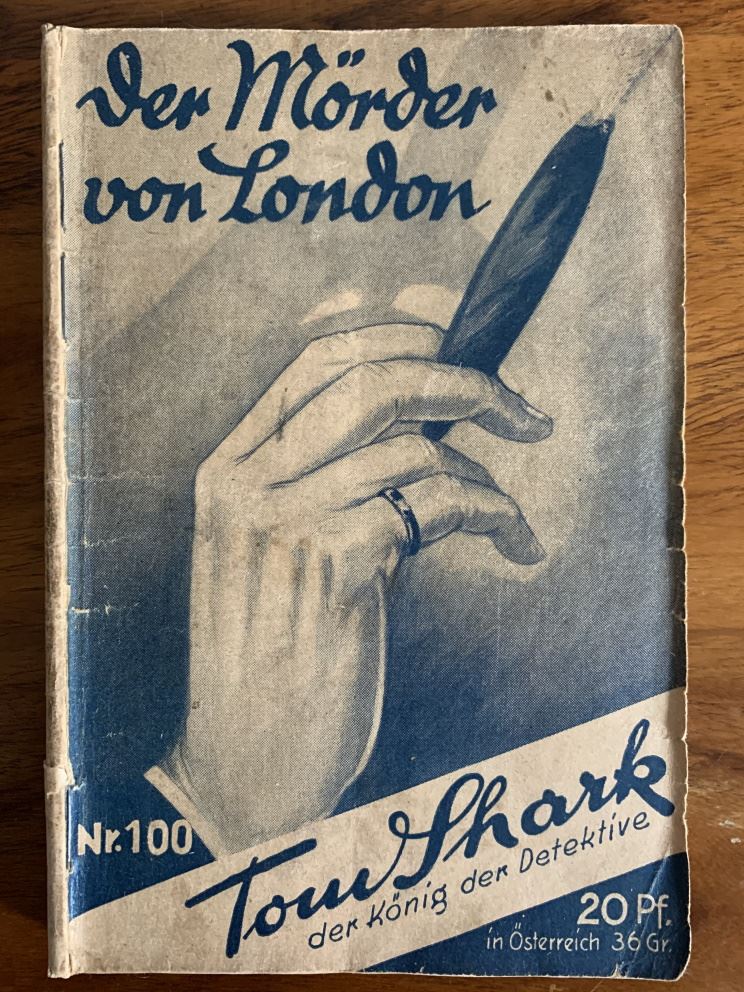 Der Mörder
von London
Nr. 100
Tom Shark
der König der Detektive
20 Pf.
in Österreich 36 Gr.